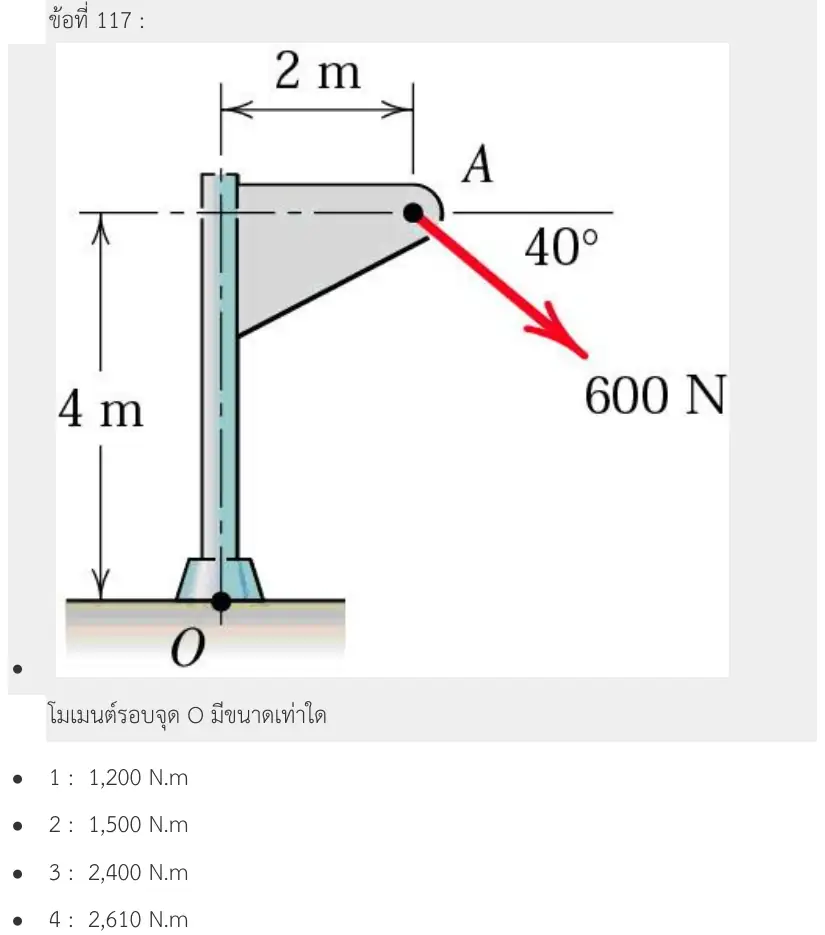 ข้อที่ 117 :
2 m
A
40°
600 N
4 m
O
โมเมนต์รอบจุด O มีขนาดเท่าใด
1 : 1,200 N.m
2 : 1,500 N.m
3 : 2,400 N.m
4 : 2,610 N.m